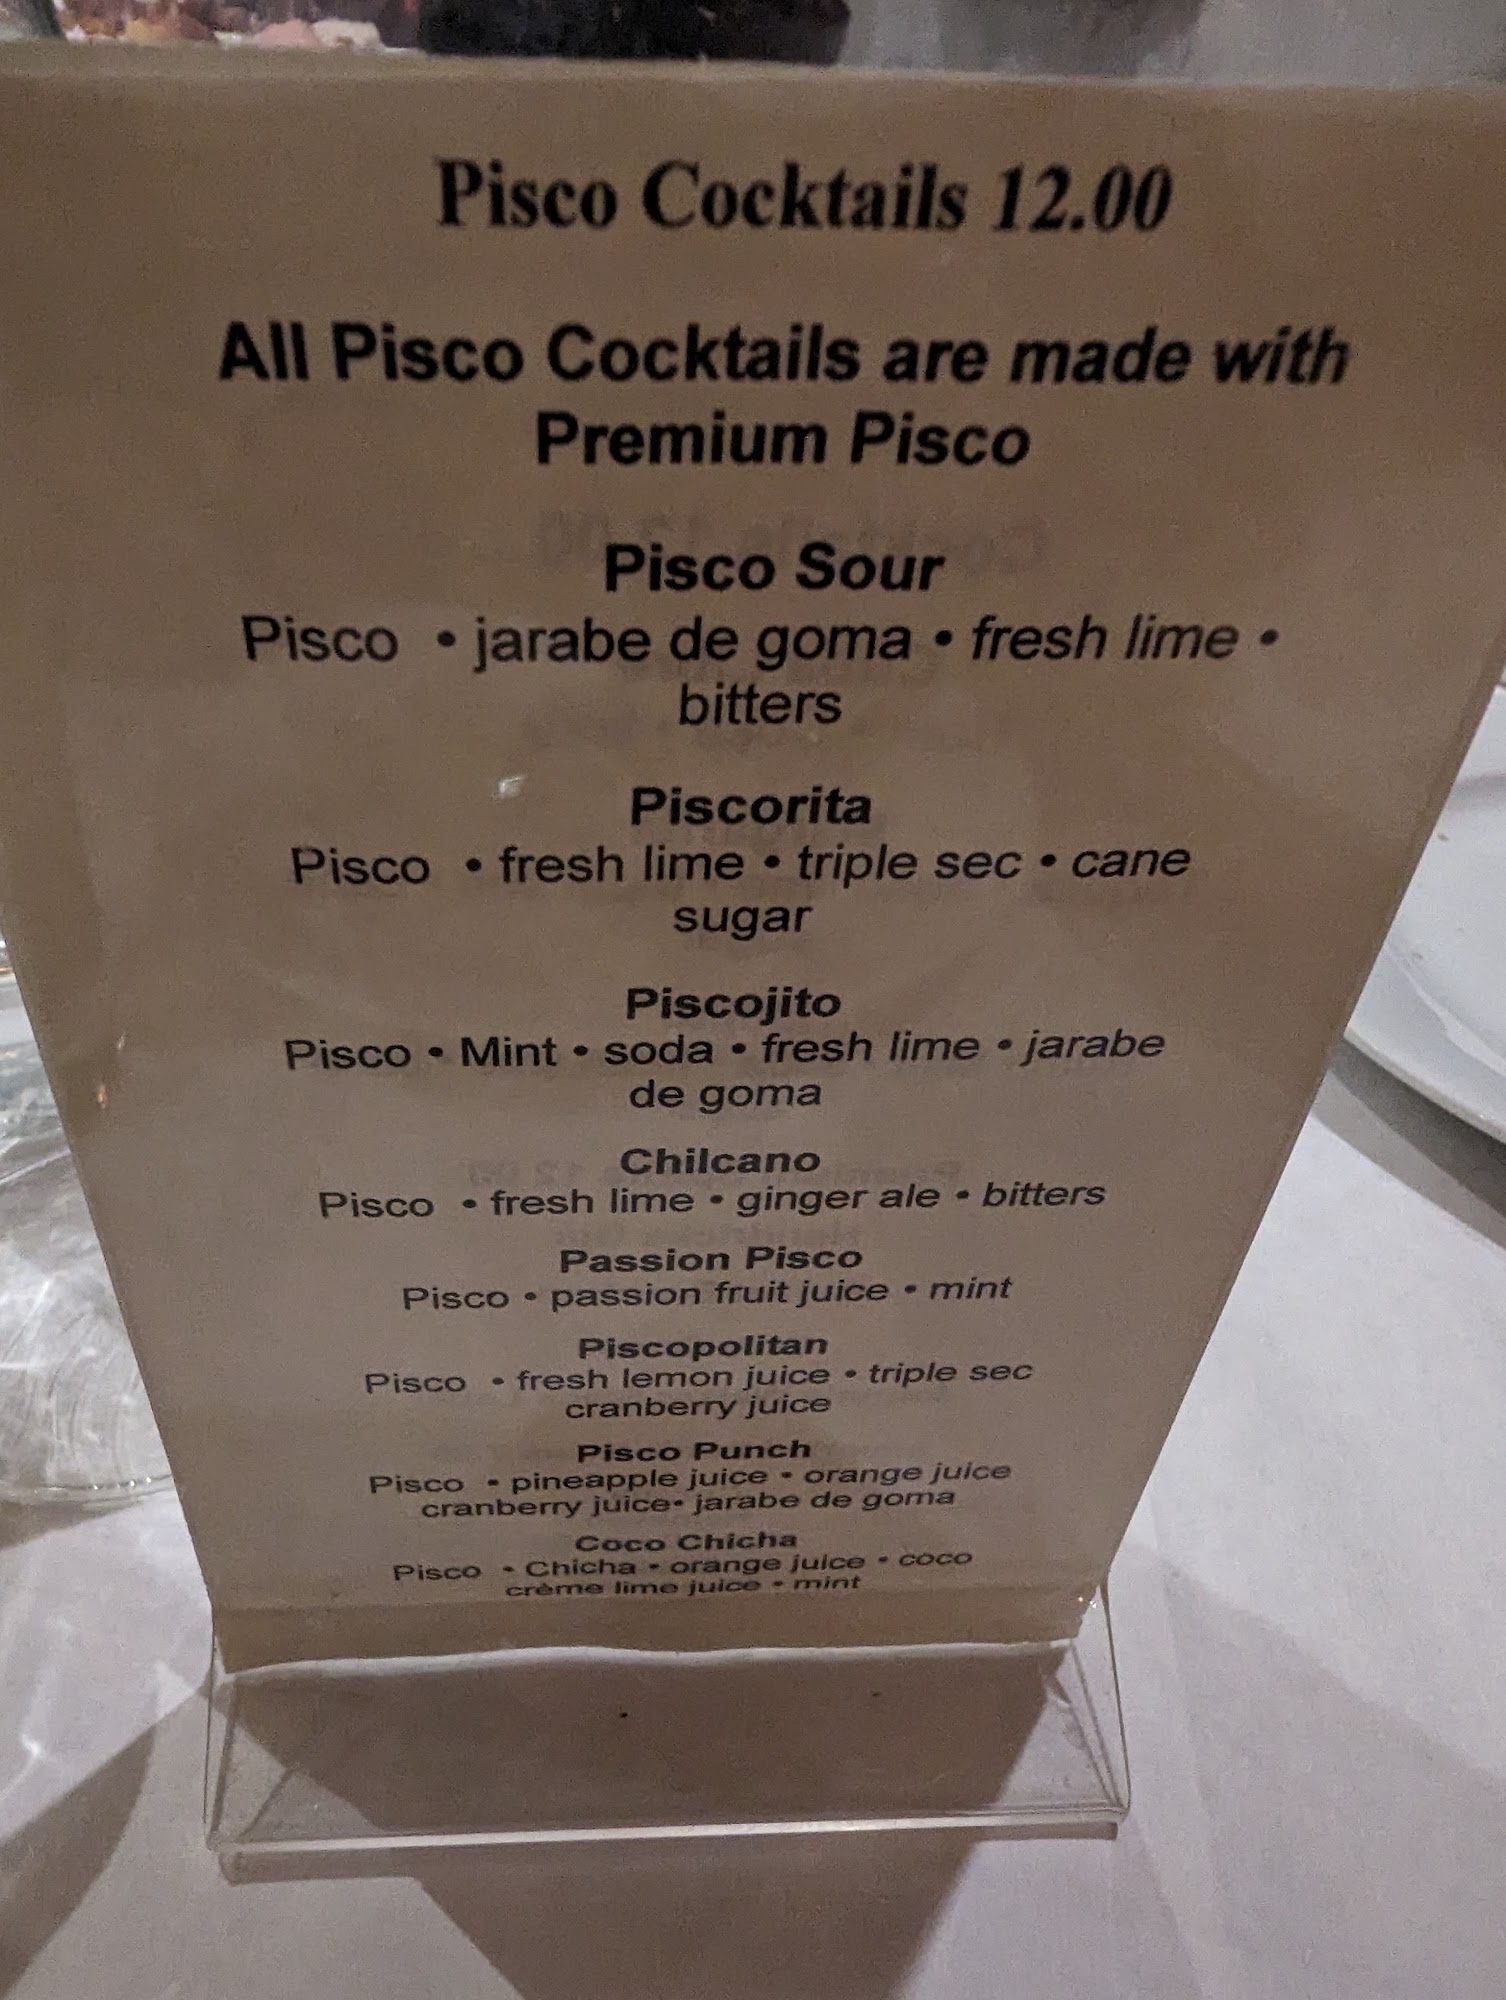 Pisco Cocktails 12.00
All Pisco Cocktails are made with
Premium Pisco
Pisco Sour
Pisco • jarabe de goma • fresh lime •
bitters
Piscorita
Pisco • fresh lime • triple sec • cane
sugar
Piscojito
Pisco • Mint • soda • fresh lime • jarabe
de goma
Chilcano
Pisco • fresh lime • ginger ale • bitters
Passion Pisco
Pisco • passion fruit juice • mint
Piscopolitan
Pisco • fresh lemon juice • triple sec
cranberry juice
Pisco Punch
Pisco • pineapple juice • orange juice
cranberry juice• jarabe de goma
Coco Chicha
Pisco • Chicha • orange juice • coco
crème lime juice • mint